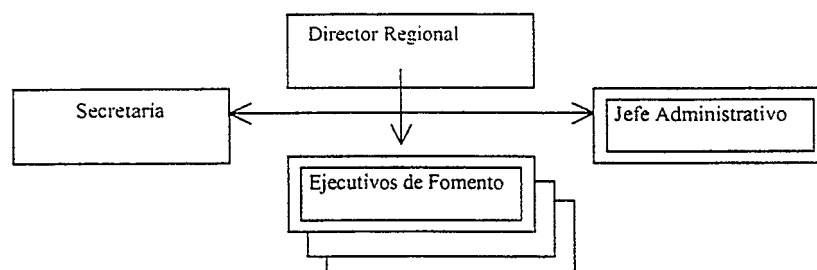 Director Regional
Secretaria
Jefe Administrativo
Ejecutivos de Fomento